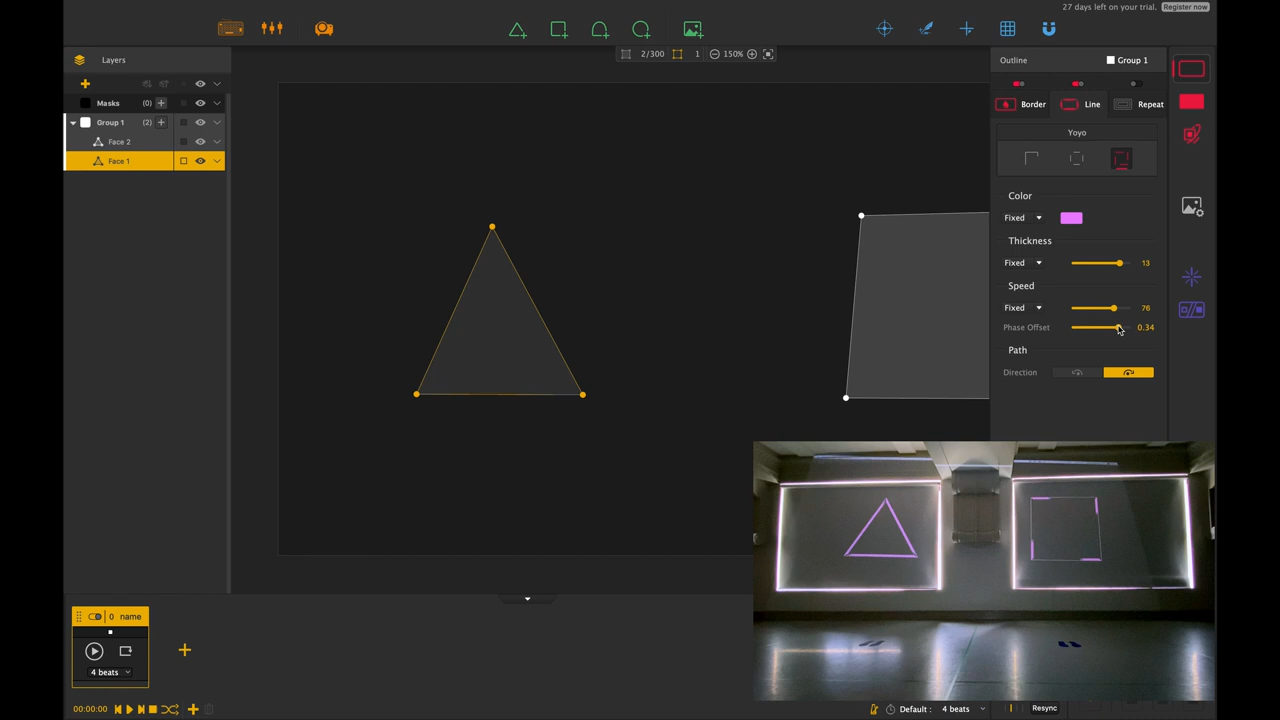 27 days left on your trial. Register now
2/300 1 150%
Layers
Masks (0)
Group 1 (2)
Face 2
Face 1
Outline Group 1
Border Line Repeat
Yoyo
Color
Fixed
Thickness
Fixed 13
Speed
Fixed 76
Phase Offset 0.34
Path
Direction
0 name
4 beats
00:00:00
Default: 4 beats Resync